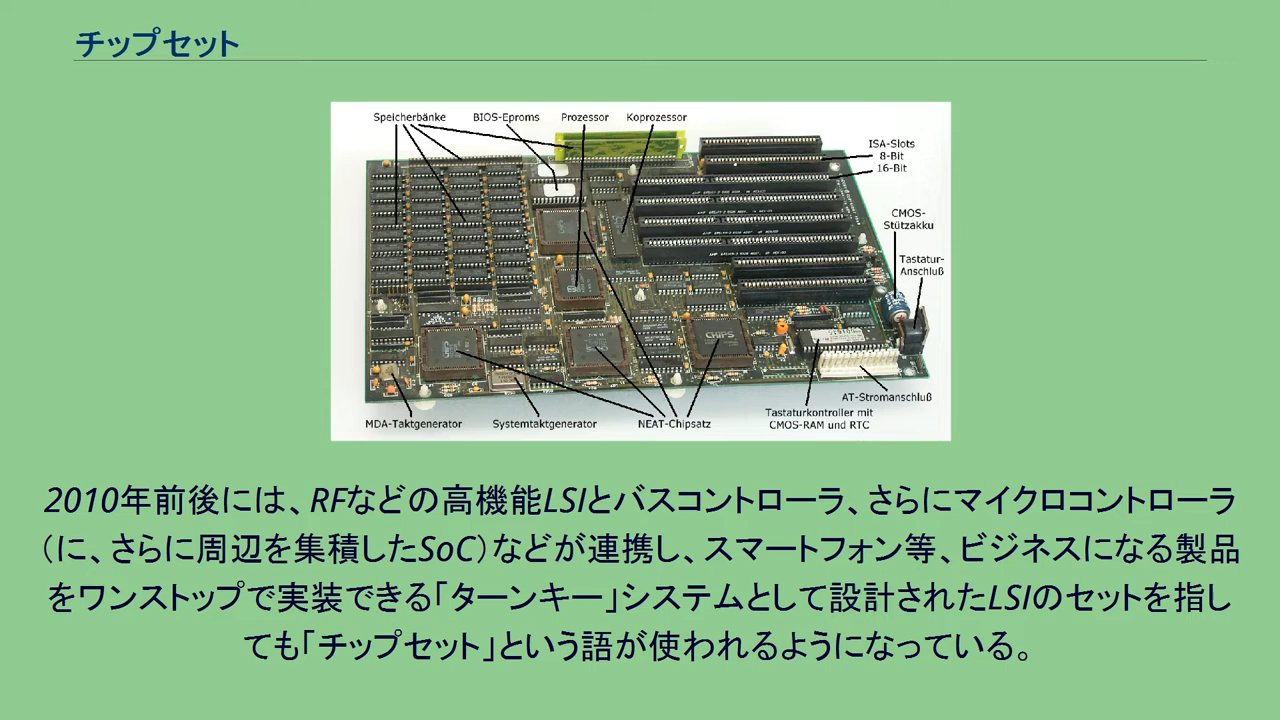 チップセット
Speicherbänke
BIOS-Eproms
Prozessor
Koprozessor
ISA-Slots
8-Bit
16-Bit
CMOS-
Stützakku
Tastatur-
Anschluß
CHIPS
AT-Stromanschluß
Tastaturkontroller mit
CMOS-RAM und RTC
MDA-Taktgenerator
Systemtaktgenerator
NEAT-Chipsatz
2010年前後には、RFなどの高機能LSIとバスコントローラ、さらにマイクロコントローラ
（に、さらに周辺を集積したSoC）などが連携し、スマートフォン等、ビジネスになる製品
をワンストップで実装できる「ターンキー」システムとして設計されたLSIのセットを指し
ても「チップセット」という語が使われるようになっている。